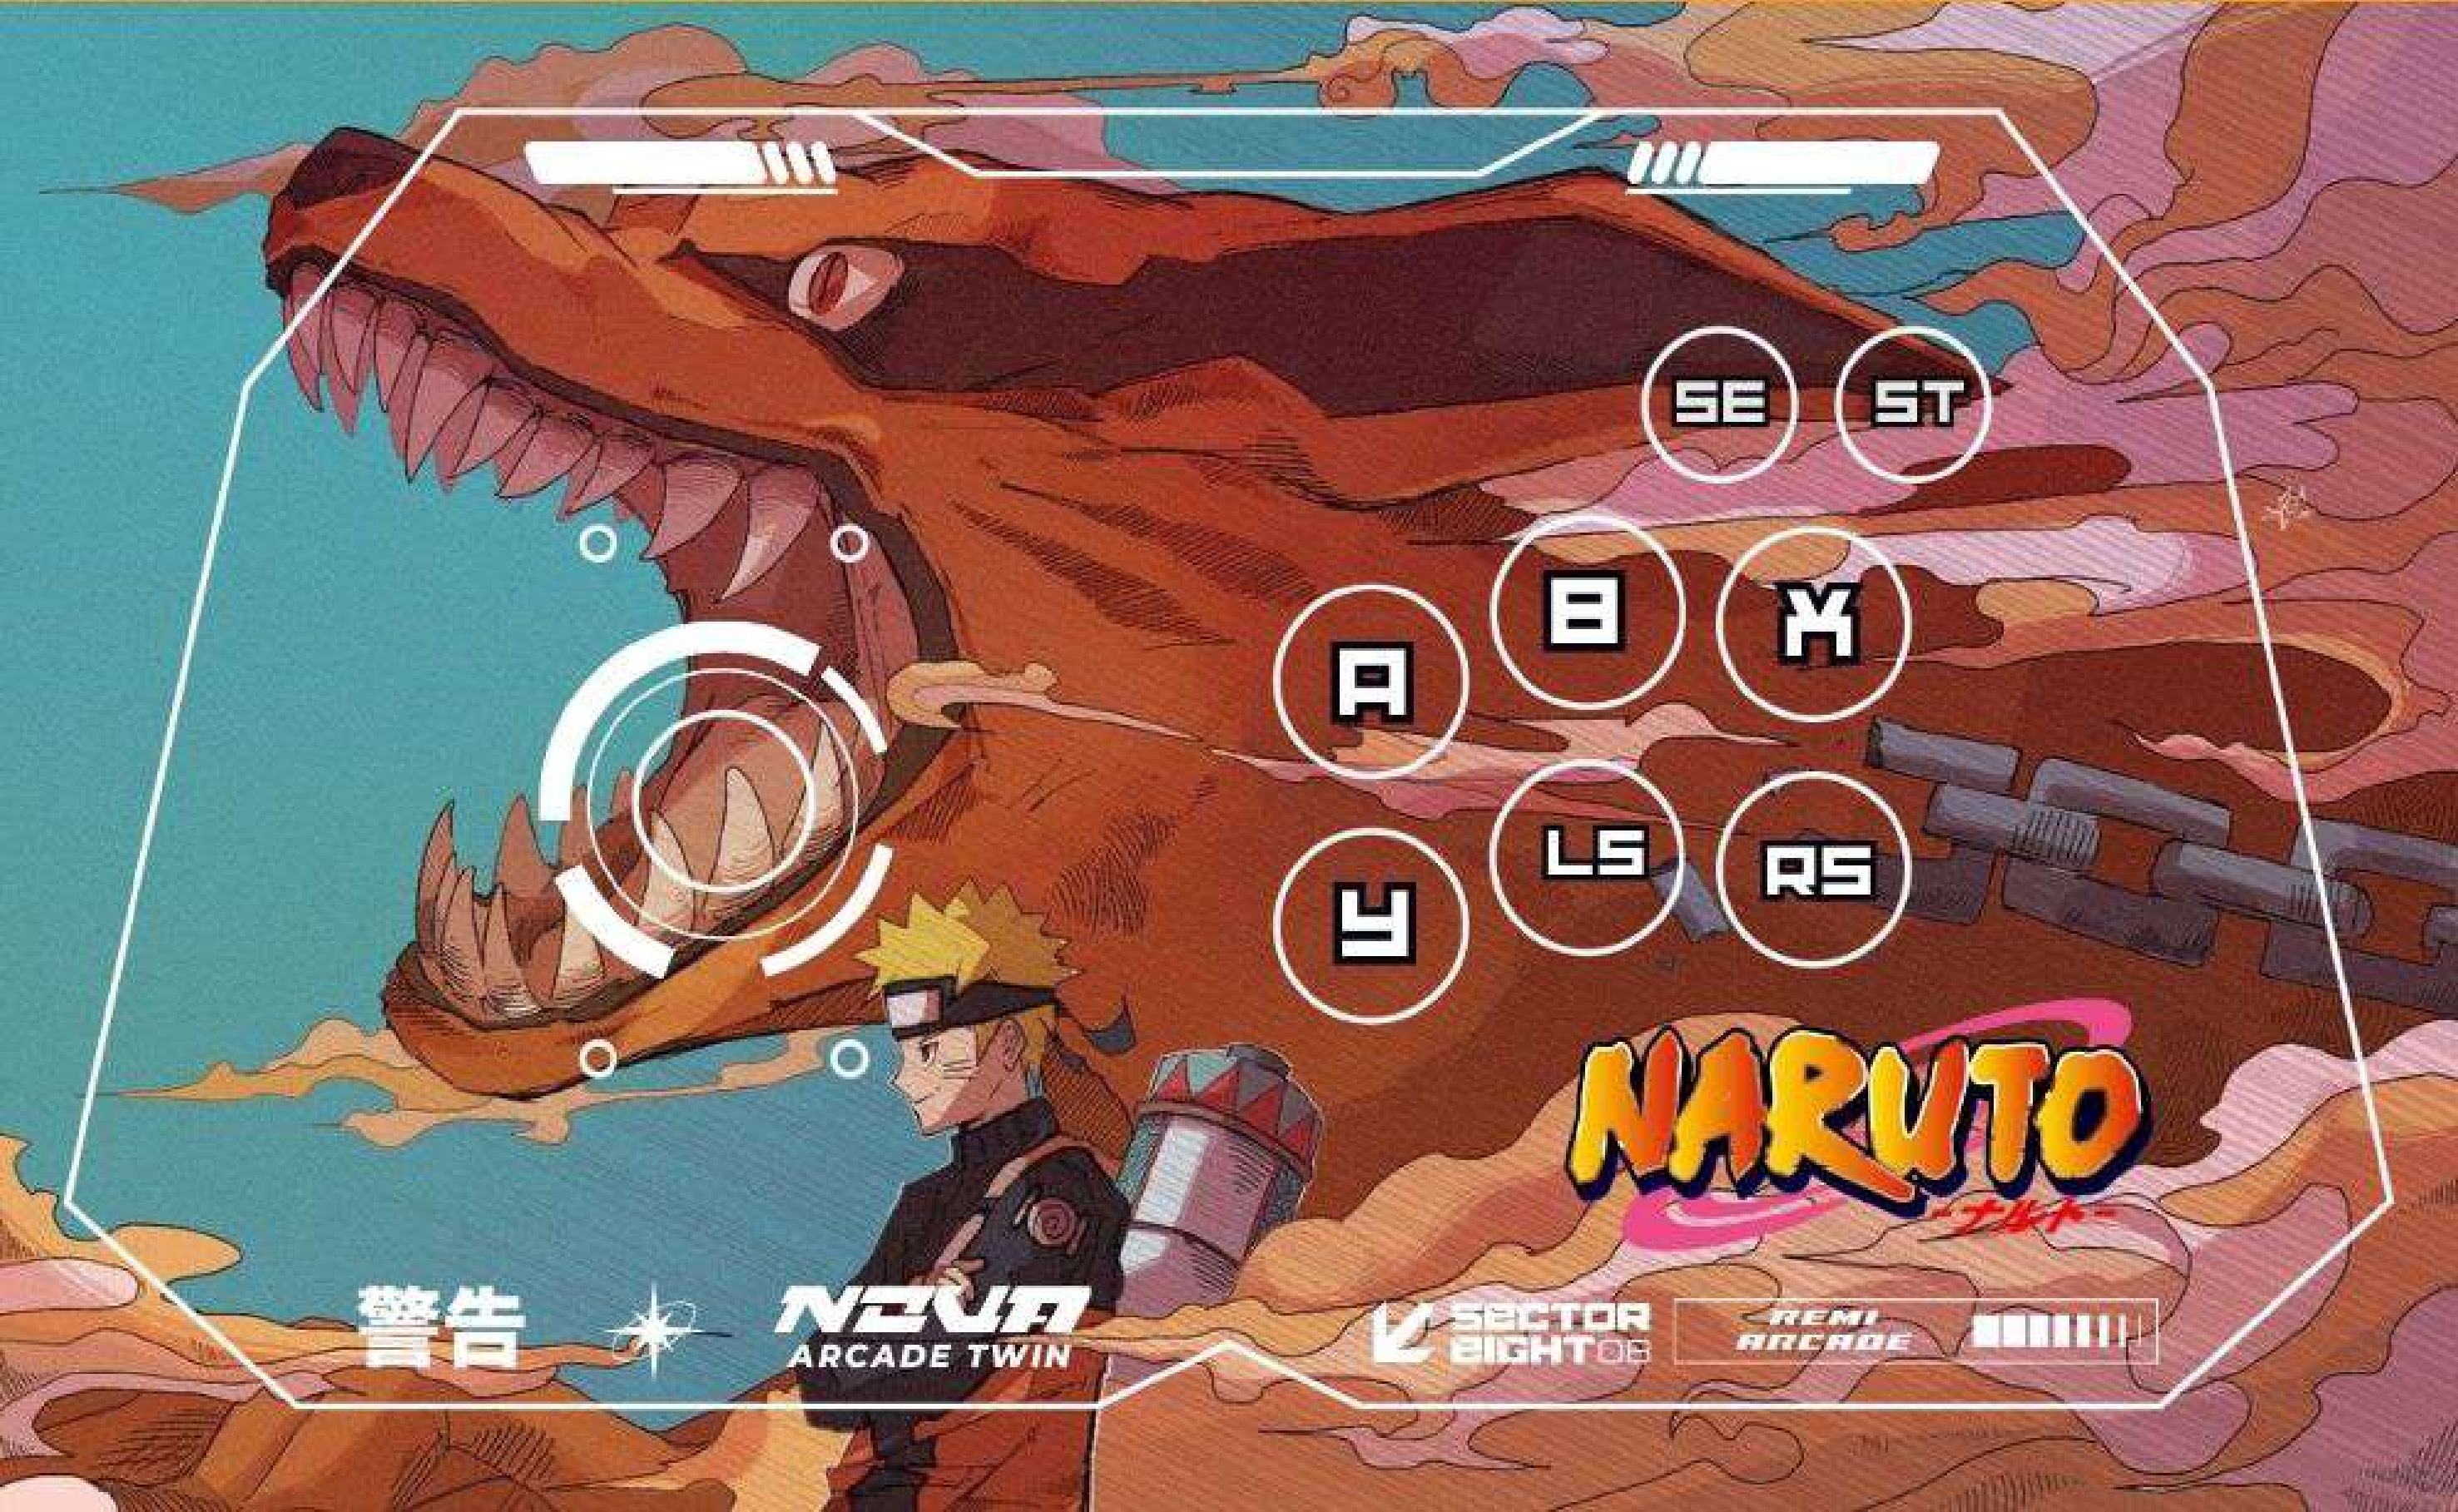 SE
ST
A
B
X
Y
LS
RS
NARUTO
-ナルト-
警告
NOVA
ARCADE TWIN
SECTOR
EIGHT08
REMI
ARCADE